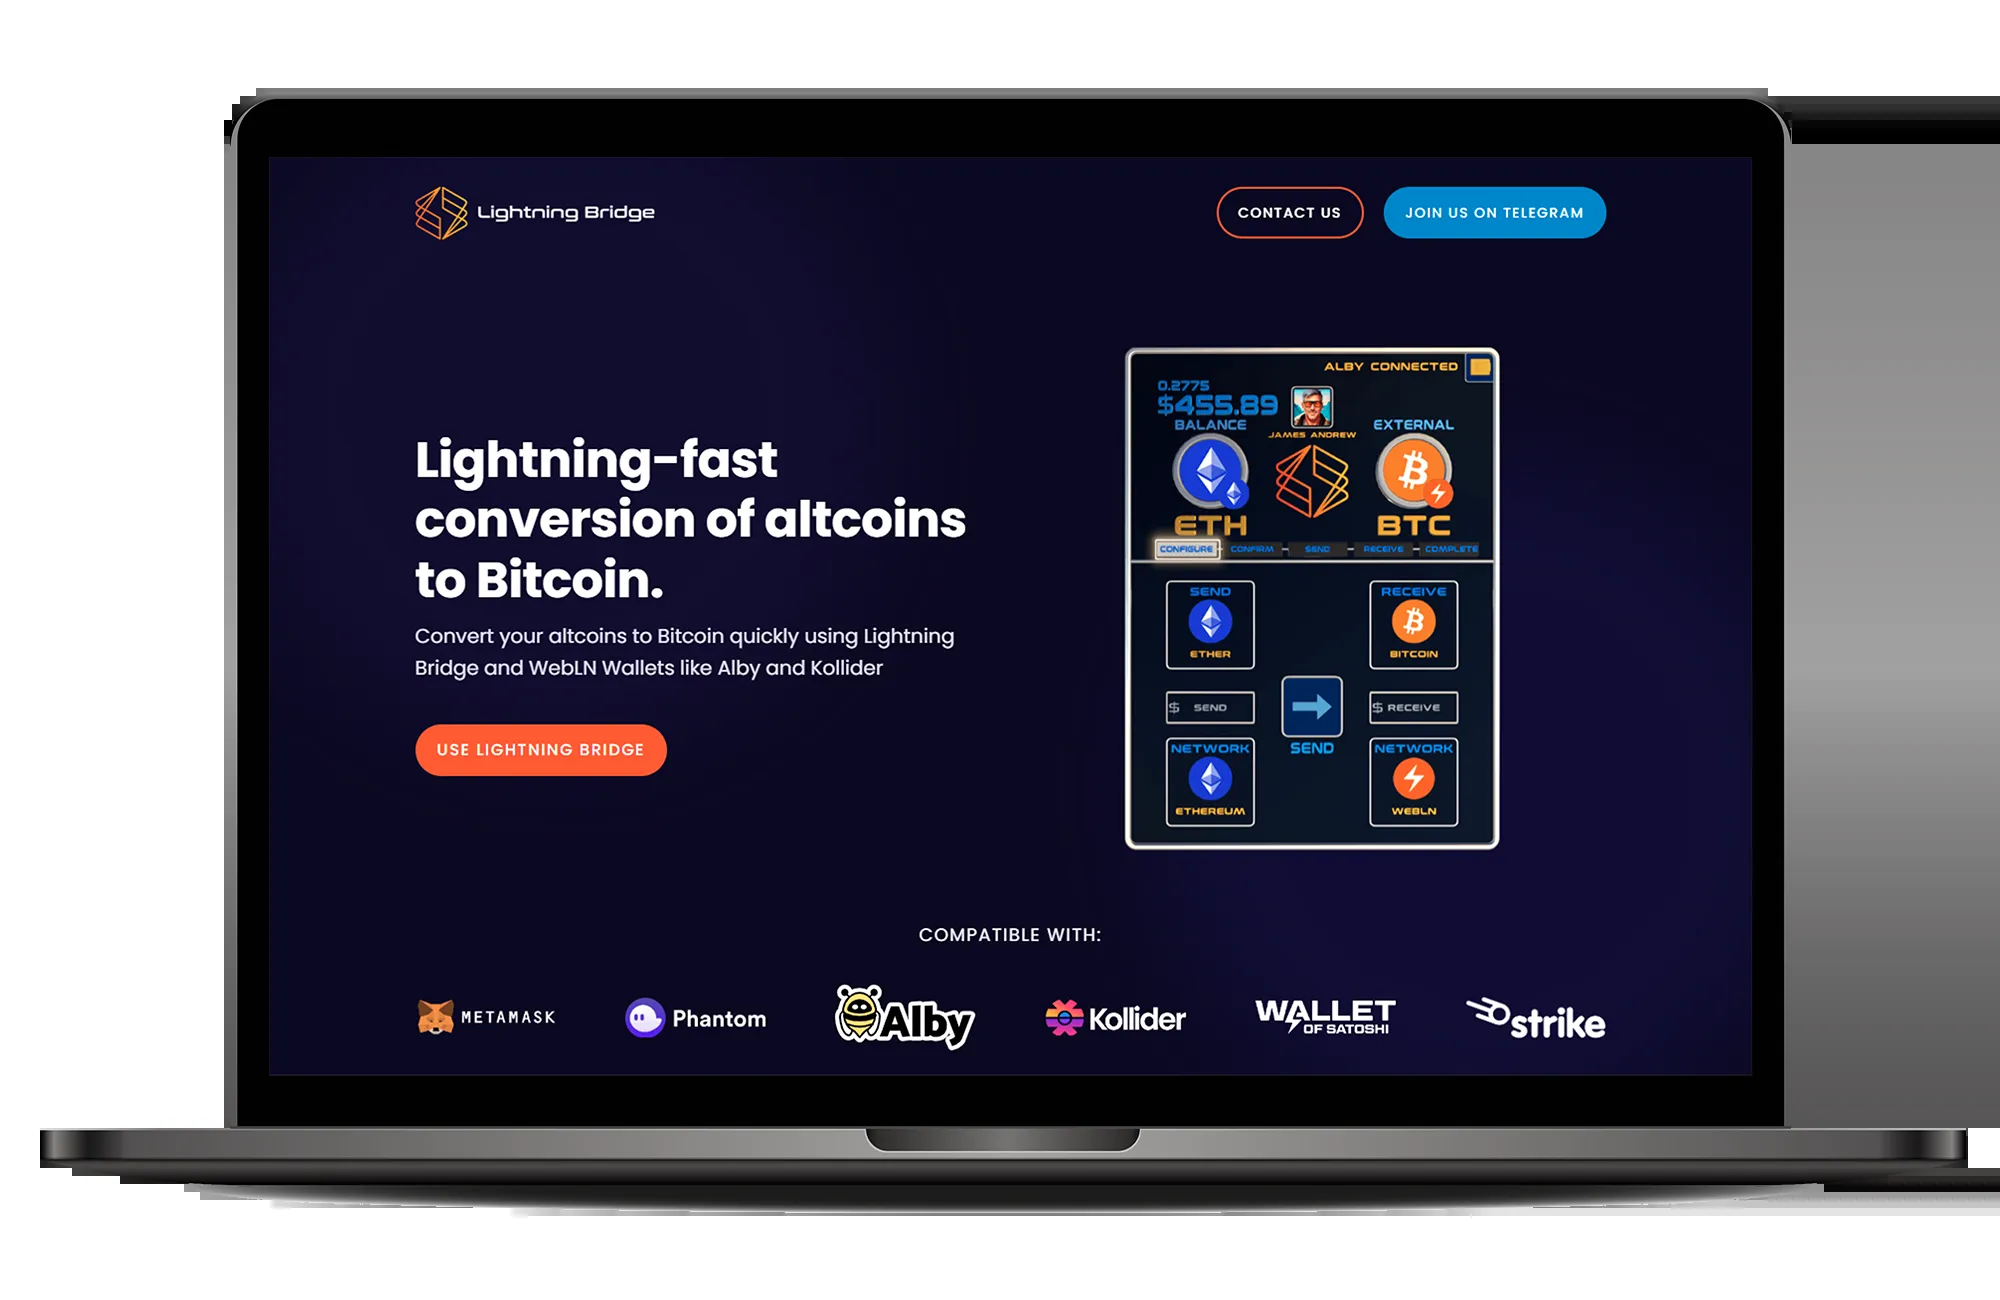 Lightning Bridge
CONTACT US
JOIN US ON TELEGRAM
Lightning-fast
conversion of altcoins
to Bitcoin.
Convert your altcoins to Bitcoin quickly using Lightning
Bridge and WebLN Wallets like Alby and Kollider
USE LIGHTNING BRIDGE
ALBY CONNECTED
0.2775
$455.89
BALANCE
JAMES ANDREW
EXTERNAL
ETH
BTC
CONFIGURE CONFIRM SEND RECEIVE COMPLETE
SEND
ETHER
RECEIVE
BITCOIN
$ SEND
SEND
$ RECEIVE
NETWORK
ETHEREUM
NETWORK
WEBLN
COMPATIBLE WITH:
METAMASK
Phantom
Alby
Kollider
WALLET
OF SATOSHI
strike